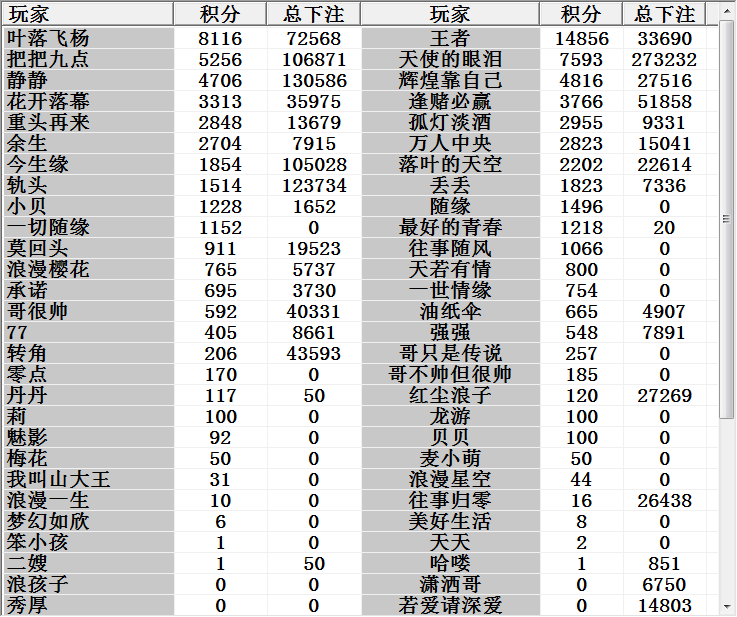 玩家 积分 总下注 玩家 积分 总下注
叶落飞杨 8116 72568 王者 14856 33690
把把九点 5256 106871 天使的眼泪 7593 273232
静静 4706 130586 辉煌靠自己 4816 27516
花开落幕 3313 35975 逢赌必赢 3766 51858
重头再来 2848 13679 孤灯淡酒 2955 9331
余生 2704 7915 万人中央 2823 15041
今生缘 1854 105028 落叶的天空 2202 22614
轨头 1514 123734 丢丢 1823 7336
小贝 1228 1652 随缘 1496 0
一切随缘 1152 0 最好的青春 1218 20
莫回头 911 19523 往事随风 1066 0
浪漫樱花 765 5737 天若有情 800 0
承诺 695 3730 一世情缘 754 0
哥很帅 592 40331 油纸伞 665 4907
77 405 8661 强强 548 7891
转角 206 43593 哥只是传说 257 0
零点 170 0 哥不帅但很帅 185 0
丹丹 117 50 红尘浪子 120 27269
莉 100 0 龙游 100 0
魅影 92 0 贝贝 100 0
梅花 50 0 麦小萌 50 0
我叫山大王 31 0 浪漫星空 44 0
浪漫一生 10 0 往事归零 16 26438
梦幻如欣 6 0 美好生活 8 0
笨小孩 1 0 天天 2 0
二嫂 1 50 哈喽 1 851
浪孩子 0 0 潇洒哥 0 6750
秀厚 0 0 若爱请深爱 0 14803